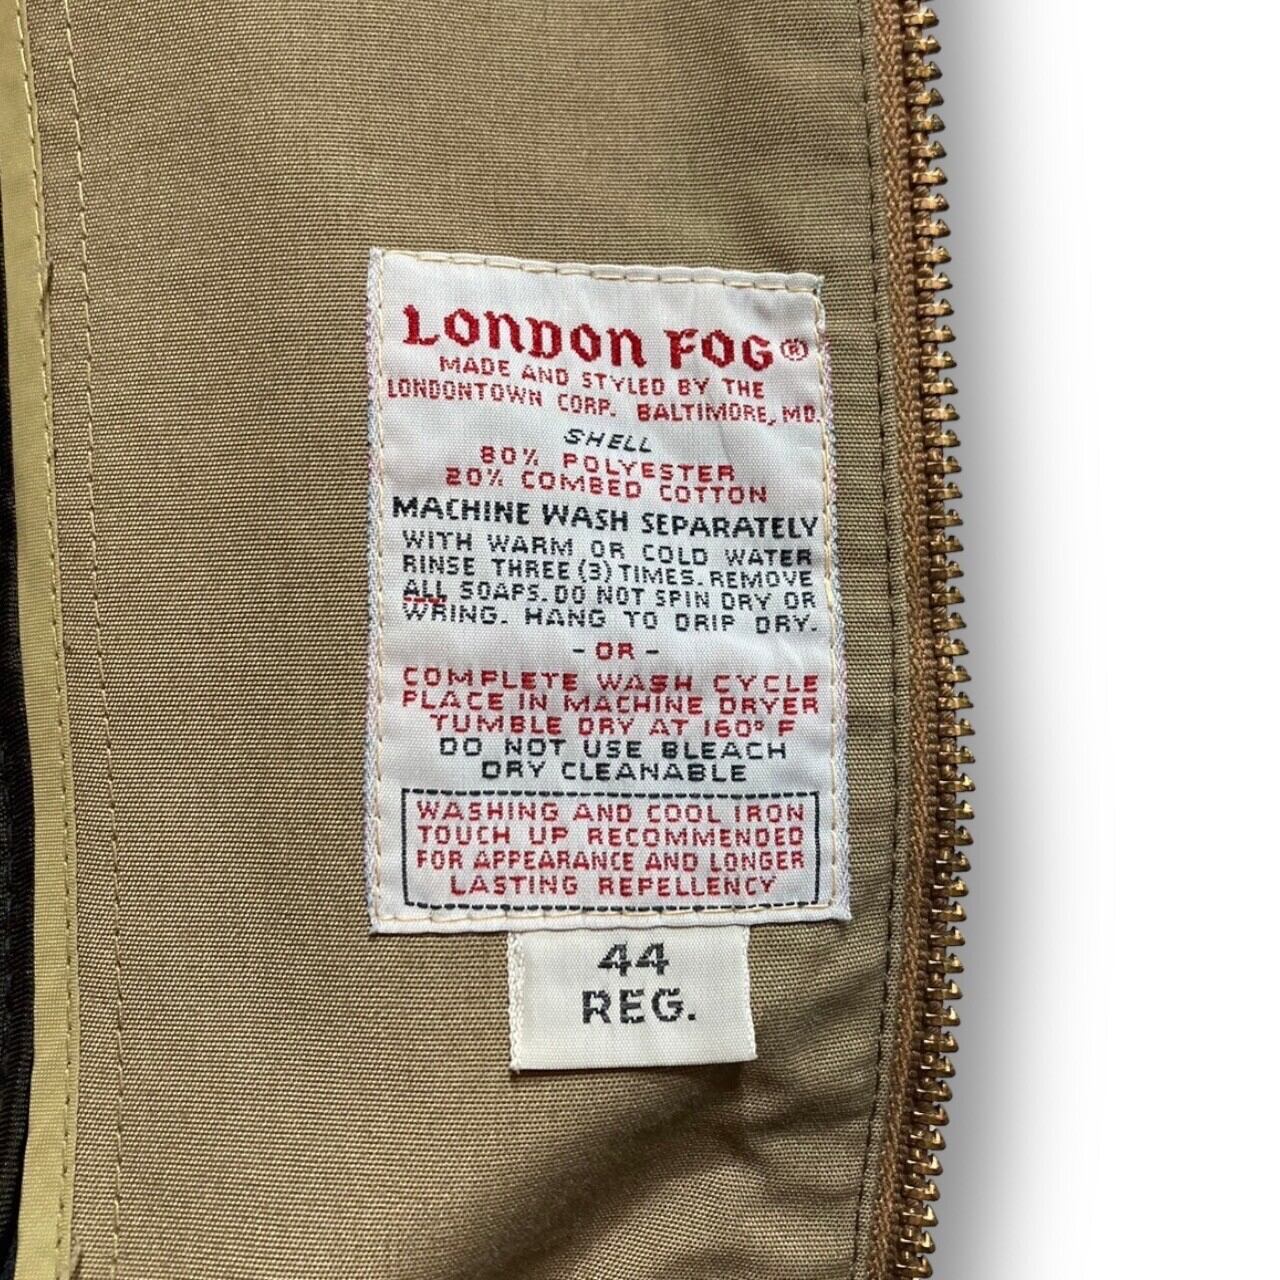 LONDON FOG®
MADE AND STYLED BY THE
LONDONTOWN CORP. BALTIMORE, MD.
SHELL
80% POLYESTER
20% COMBED COTTON
MACHINE WASH SEPARATELY
WITH WARM OR COLD WATER
RINSE THREE (3) TIMES. REMOVE
ALL SOAPS. DO NOT SPIN DRY OR
WRING. HANG TO DRIP DRY.
- OR -
COMPLETE WASH CYCLE
PLACE IN MACHINE DRYER
TUMBLE DRY AT 160° F
DO NOT USE BLEACH
DRY CLEANABLE
WASHING AND COOL IRON
TOUCH UP RECOMMENDED
FOR APPEARANCE AND LONGER
LASTING REPELLENCY
44
REG.